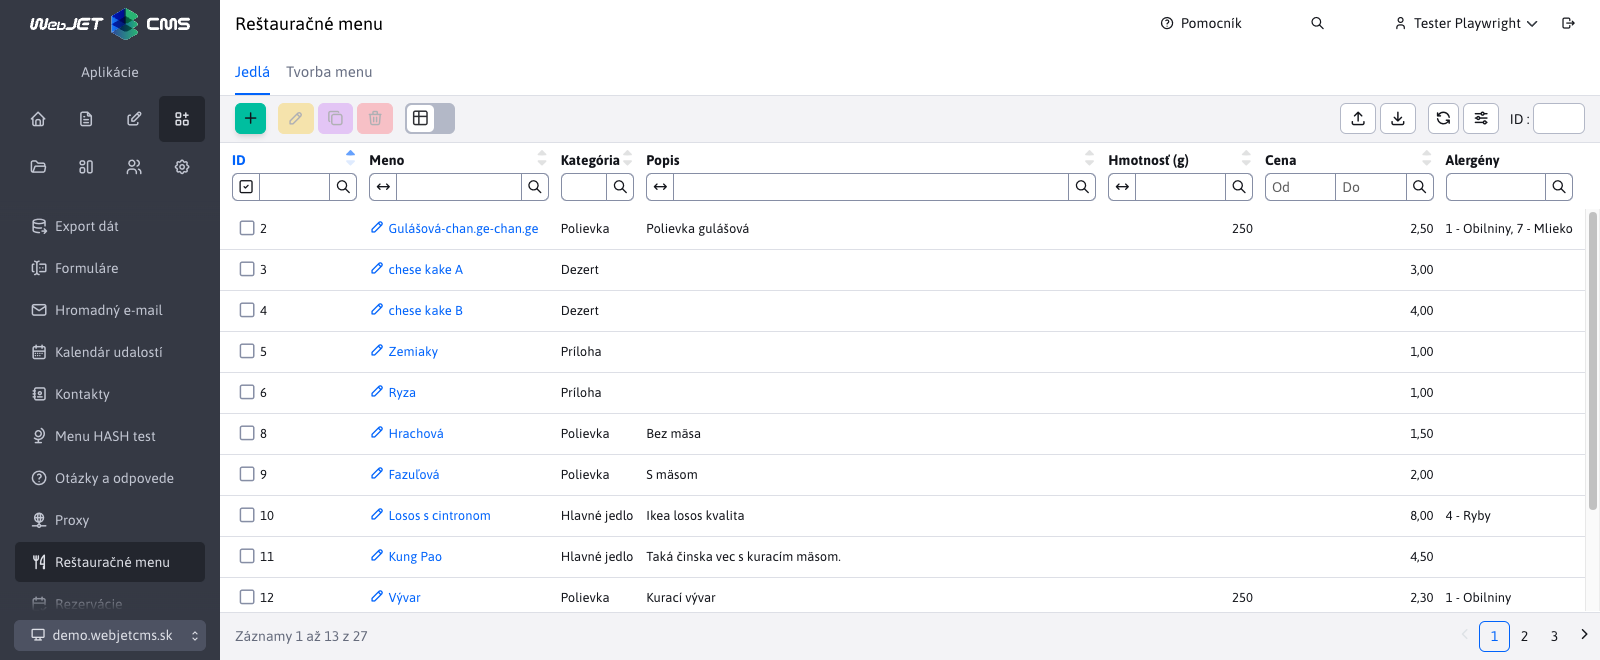 WebJET CMS
Reštauračné menu
Pomocník
Tester Playwright
Aplikácie
Jedlá Tvorba menu
ID :
Export dát
Formuláre
Hromadný e-mail
Kalendár udalostí
Kontakty
Menu HASH test
Otázky a odpovede
Proxy
Reštauračné menu
Rezervácie
demo.webjetcms.sk
ID Meno Kategória Popis Hmotnosť (g) Cena Alergény
Od Do
2 Gulášová-chan.ge-chan.ge Polievka Polievka gulášová 250 2,50 1 - Obilniny, 7 - Mlieko
3 chese kake A Dezert 3,00
4 chese kake B Dezert 4,00
5 Zemiaky Príloha 1,00
6 Ryza Príloha 1,00
8 Hrachová Polievka Bez mäsa 1,50
9 Fazuľová Polievka S mäsom 2,00
10 Losos s cintronom Hlavné jedlo Ikea losos kvalita 8,00 4 - Ryby
11 Kung Pao Hlavné jedlo Taká činska vec s kuracím mäsom. 4,50
12 Vývar Polievka Kurací vývar 250 2,30 1 - Obilniny
Záznamy 1 až 13 z 27
1 2 3